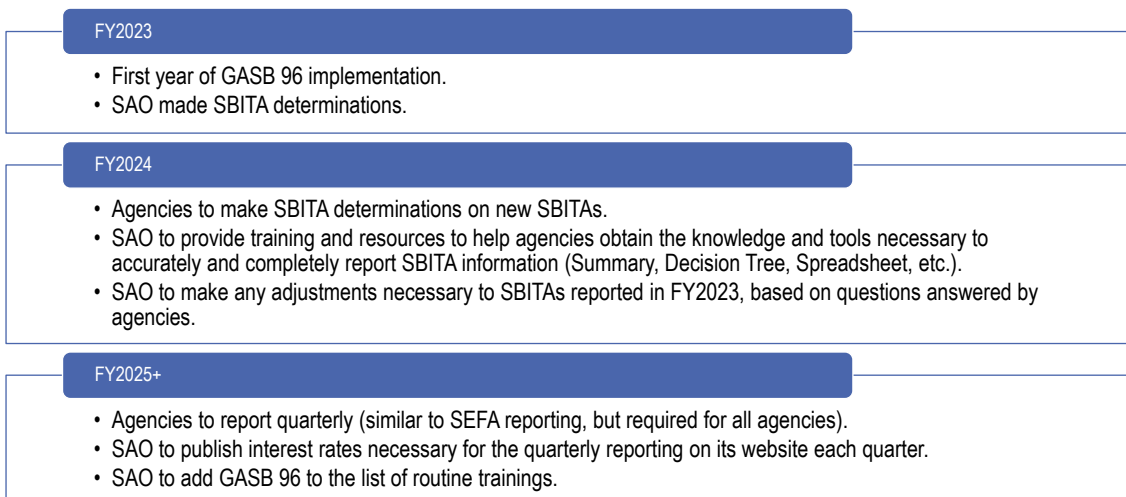 FY2023
• First year of GASB 96 implementation.
• SAO made SBITA determinations.
FY2024
• Agencies to make SBITA determinations on new SBITAs.
• SAO to provide training and resources to help agencies obtain the knowledge and tools necessary to
accurately and completely report SBITA information (Summary, Decision Tree, Spreadsheet, etc.).
• SAO to make any adjustments necessary to SBITAs reported in FY2023, based on questions answered by
agencies.
FY2025+
• Agencies to report quarterly (similar to SEFA reporting, but required for all agencies).
• SAO to publish interest rates necessary for the quarterly reporting on its website each quarter.
• SAO to add GASB 96 to the list of routine trainings.